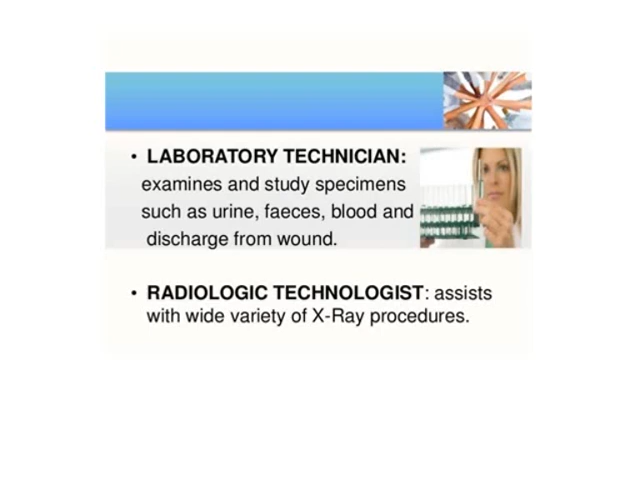 • LABORATORY TECHNICIAN:
examines and study specimens
such as urine, faeces, blood and
discharge from wound.
• RADIOLOGIC TECHNOLOGIST: assists
with wide variety of X-Ray procedures.